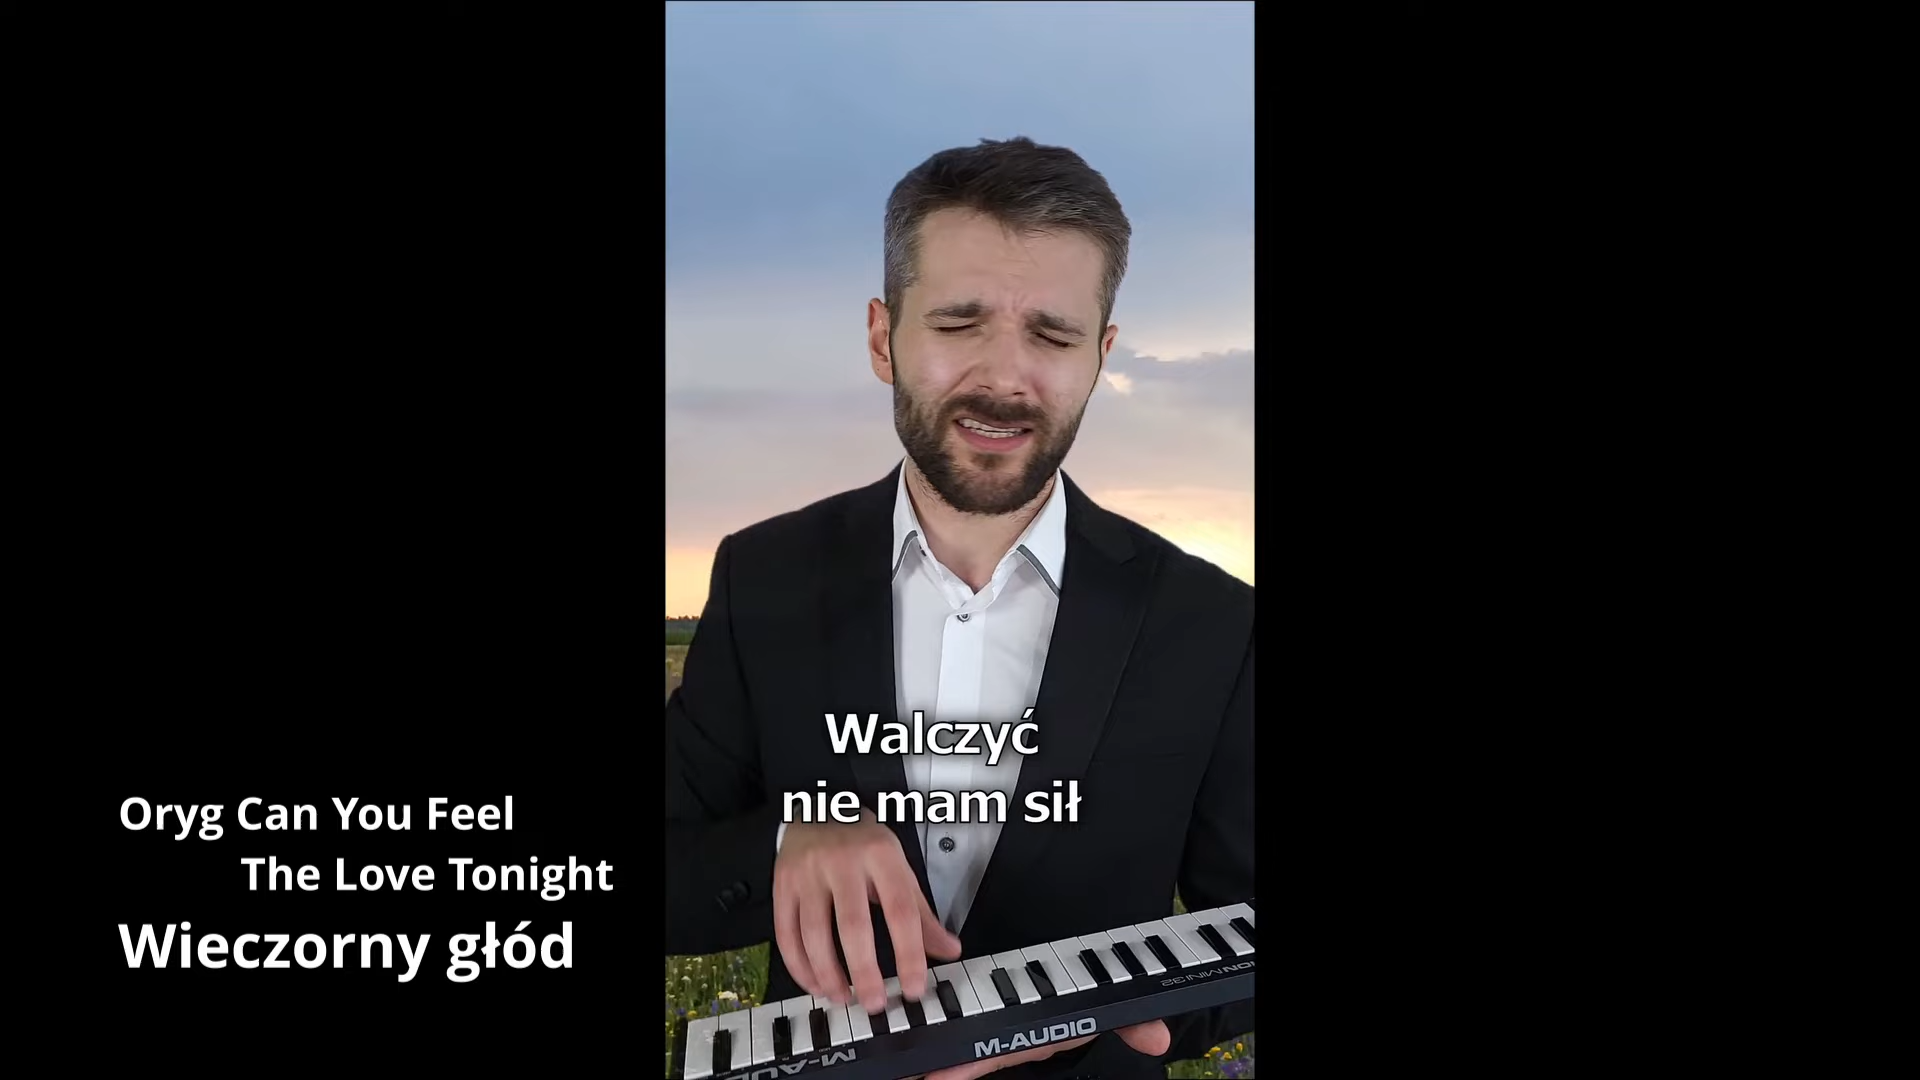 Walczyć
nie mam sił
Oryg Can You Feel
The Love Tonight
Wieczorny głód
M-AUDIO